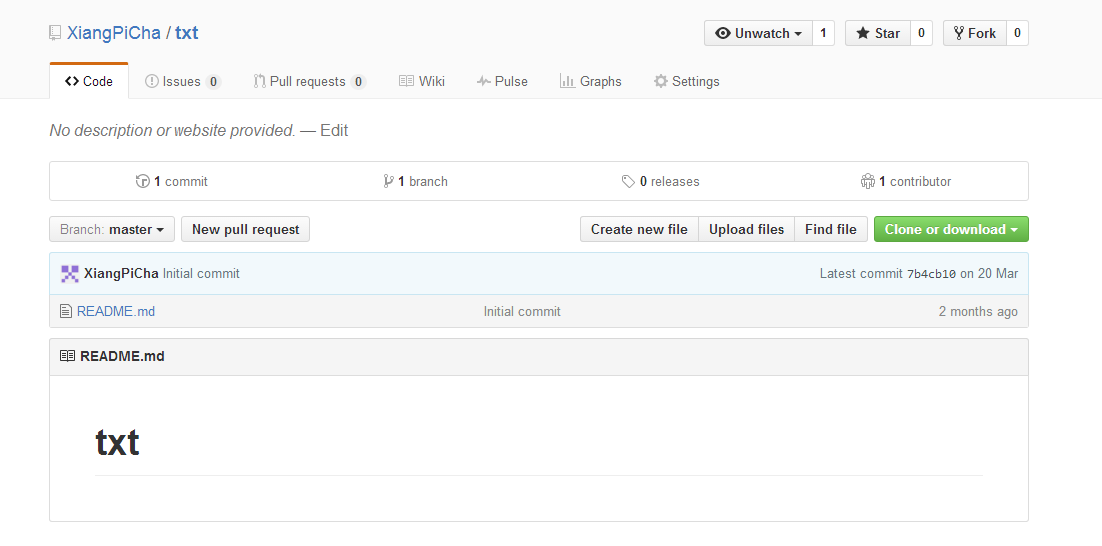 XiangPiCha / txt
Unwatch 1 Star 0 Fork 0
Code Issues 0 Pull requests 0 Wiki Pulse Graphs Settings
No description or website provided. — Edit
1 commit 1 branch 0 releases 1 contributor
Branch: master New pull request Create new file Upload files Find file Clone or download
XiangPiCha Initial commit Latest commit 7b4cb10 on 20 Mar
README.md Initial commit 2 months ago
README.md
txt